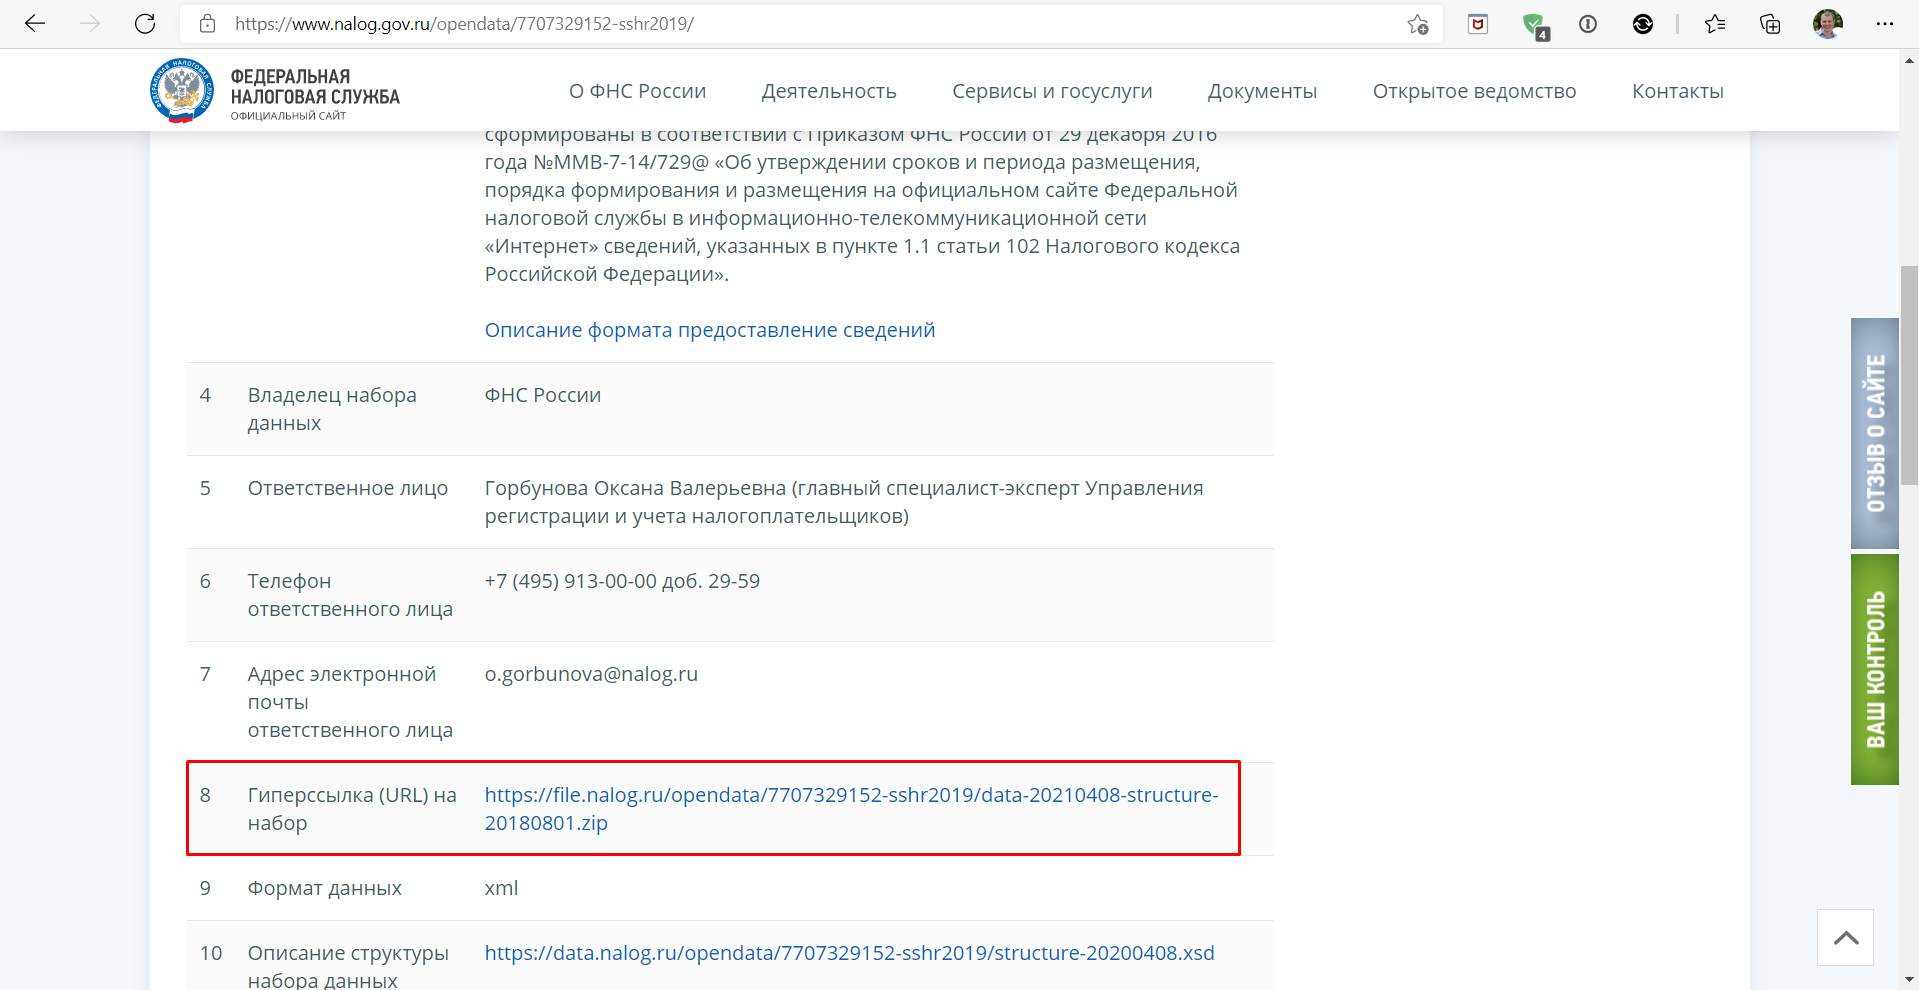 https://www.nalog.gov.ru/opendata/7707329152-sshr2019/
4
ФЕДЕРАЛЬНАЯ НАЛОГОВАЯ СЛУЖБА
ФЕДЕРАЛЬНАЯ
НАЛОГОВАЯ СЛУЖБА
ОФИЦИАЛЬНЫЙ САЙТ
О ФНС России
Деятельность
Сервисы и госуслуги
Документы
Открытое ведомство
Контакты
сформированы в соответствии с Приказом ФНС России от 29 декабря 2016
года №ММВ-7-14/729@ «Об утверждении сроков и периода размещения,
порядка формирования и размещения на официальном сайте Федеральной
налоговой службы в информационно-телекоммуникационной сети
«Интернет» сведений, указанных в пункте 1.1 статьи 102 Налогового кодекса
Российской Федерации».
Описание формата предоставление сведений
4 Владелец набора ФНС России
данных
5 Ответственное лицо Горбунова Оксана Валерьевна (главный специалист-эксперт Управления
регистрации и учета налогоплательщиков)
6 Телефон +7 (495) 913-00-00 доб. 29-59
ответственного лица
7 Адрес электронной o.gorbunova@nalog.ru
почты
ответственного лица
8 Гиперссылка (URL) на https://file.nalog.ru/opendata/7707329152-sshr2019/data-20210408-structure-
набор 20180801.zip
9 Формат данных xml
10 Описание структуры https://data.nalog.ru/opendata/7707329152-sshr2019/structure-20200408.xsd
набора данных
ОТЗЫВ О САЙТЕ
ВАШ КОНТРОЛЬ